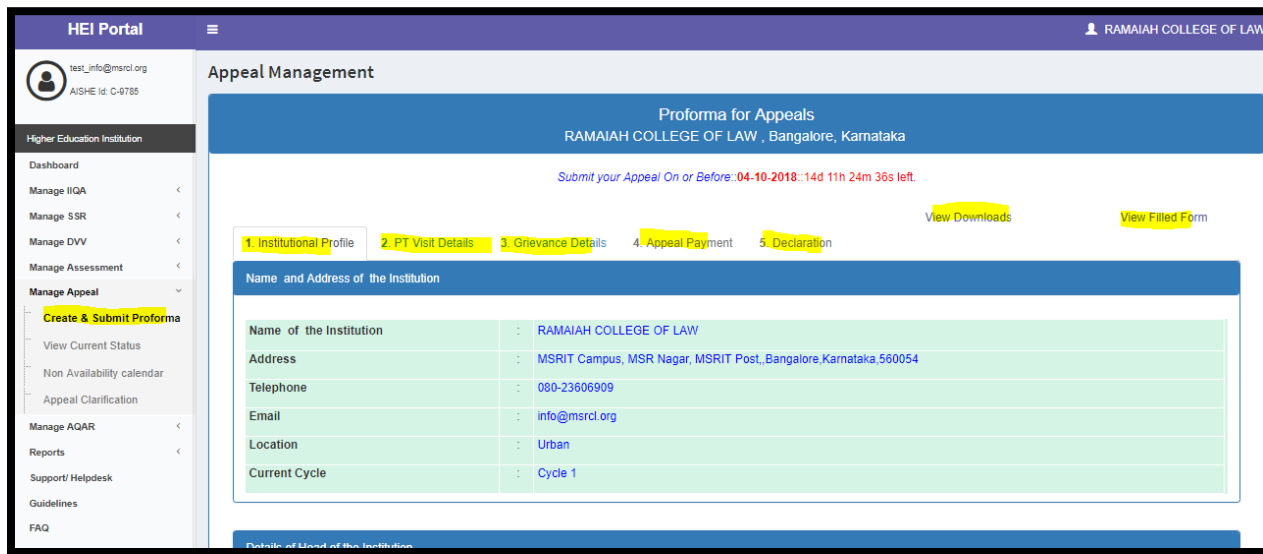 HEI Portal
RAMAIAH COLLEGE OF LAW
test_info@msrcl.org
AISHE Id: C-9785
Higher Education Institution
Dashboard
Manage IIQA
Manage SSR
Manage DVV
Manage Assessment
Manage Appeal
Create & Submit Proforma
View Current Status
Non Availability calendar
Appeal Clarification
Manage AQAR
Reports
Support/ Helpdesk
Guidelines
FAQ
Appeal Management
Proforma for Appeals
RAMAIAH COLLEGE OF LAW , Bangalore, Karnataka
Submit your Appeal On or Before::04-10-2018::14d 11h 24m 36s left.
View Downloads View Filled Form
1. Institutional Profile 2. PT Visit Details 3. Grievance Details 4. Appeal Payment 5. Declaration
Name and Address of the Institution
Name of the Institution : RAMAIAH COLLEGE OF LAW
Address : MSRIT Campus, MSR Nagar, MSRIT Post,,Bangalore,Karnataka,560054
Telephone : 080-23606909
Email : info@msrcl.org
Location : Urban
Current Cycle : Cycle 1
Details of Head of the Institution